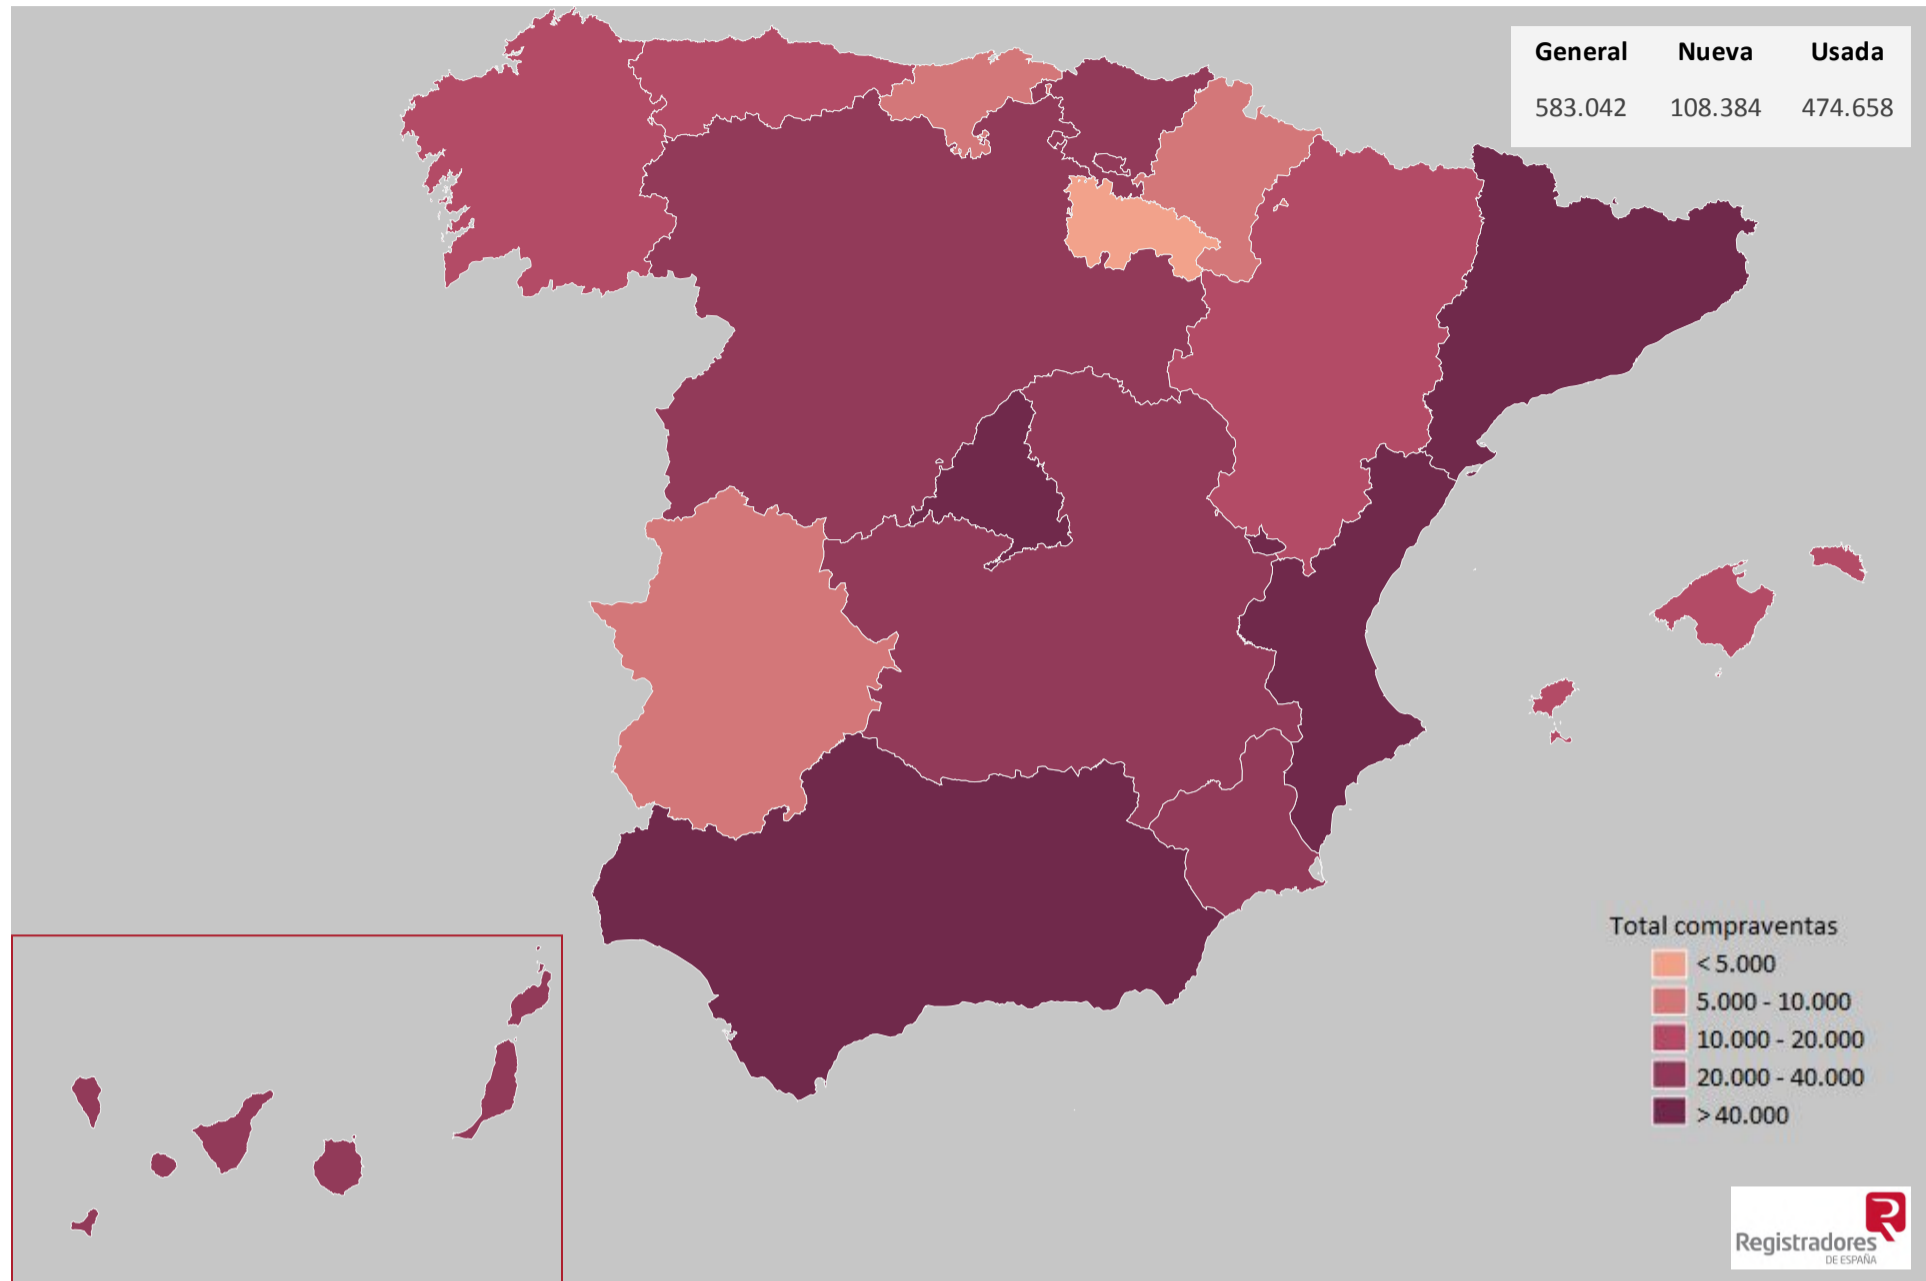 General Nueva Usada
583.042 108.384 474.658
Total compraventas
< 5.000
5.000 - 10.000
10.000 - 20.000
20.000 - 40.000
> 40.000
Registradores
DE ESPAÑA